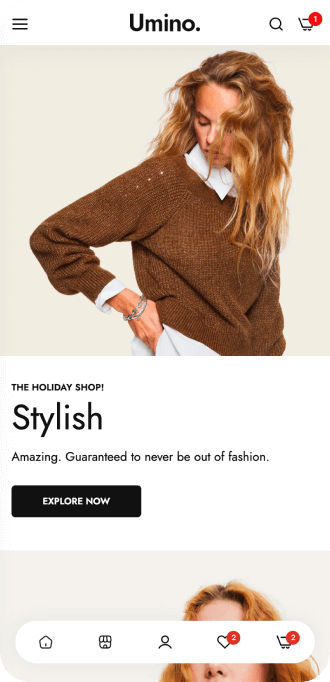 Umino.
1
THE HOLIDAY SHOP!
Stylish
Amazing. Guaranteed to never be out of fashion.
EXPLORE NOW
2
2